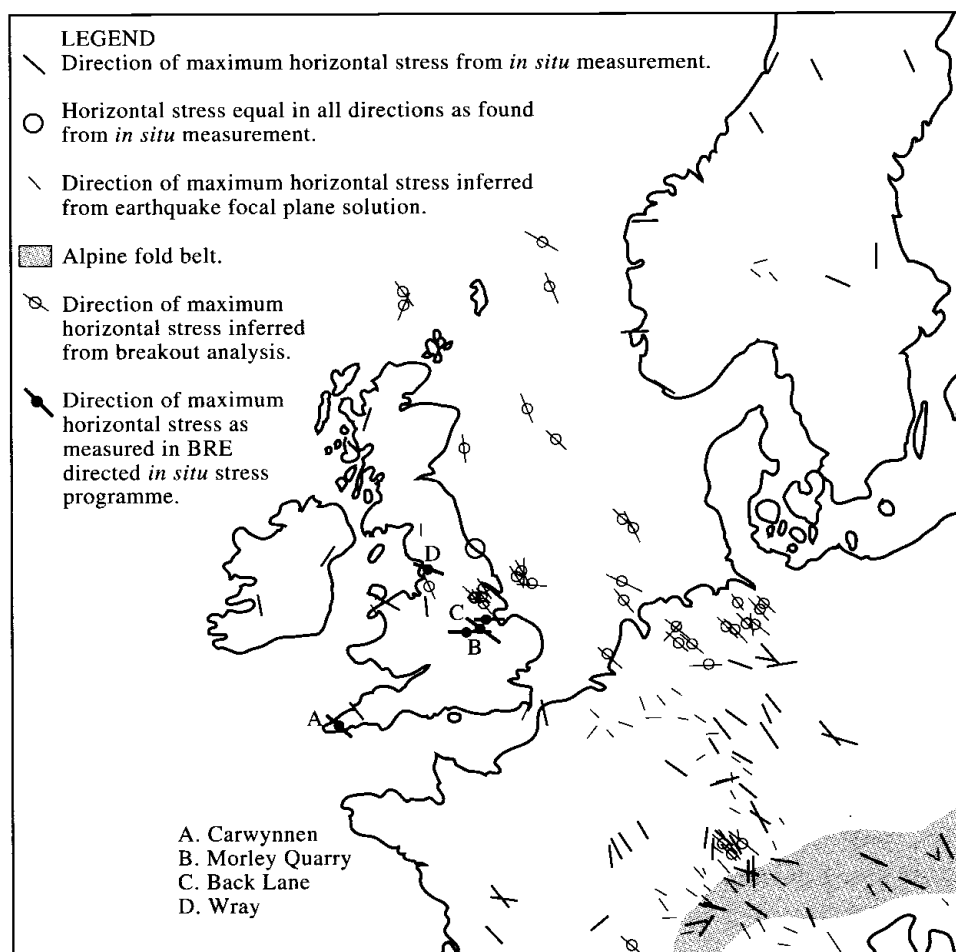 LEGEND
Direction of maximum horizontal stress from in situ measurement.
Horizontal stress equal in all directions as found
from in situ measurement.
Direction of maximum horizontal stress inferred
from earthquake focal plane solution.
Alpine fold belt.
Direction of maximum
horizontal stress inferred
from breakout analysis.
Direction of maximum
horizontal stress as
measured in BRE
directed in situ stress
programme.
D
C
B
A
A. Carwynnen
B. Morley Quarry
C. Back Lane
D. Wray